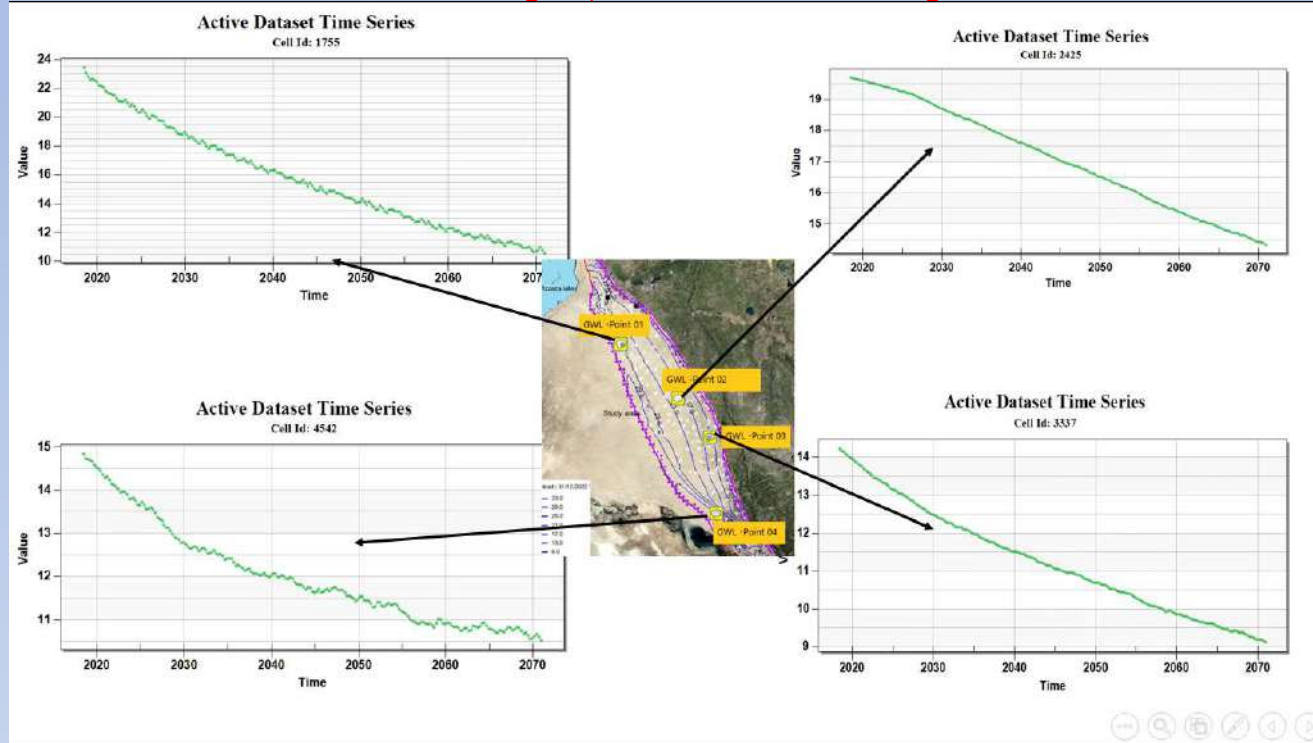 Active Dataset Time Series
Cell Id: 1755
24
22
20
18
16
14
12
10
Value
2020
2030
2040
2050
2060
2070
Time
Active Dataset Time Series
Cell Id: 2425
19
18
17
16
15
Value
2020
2030
2040
2050
2060
2070
Time
GWL -Point 01
GWL -Point 02
Study area
GWL -Point 03
GWL -Point 04
Active Dataset Time Series
Cell Id: 4542
15
14
13
12
11
Value
2020
2030
2040
2050
2060
2070
Time
Active Dataset Time Series
Cell Id: 3337
14
13
12
11
10
9
2020
2030
2040
2050
2060
2070
Time